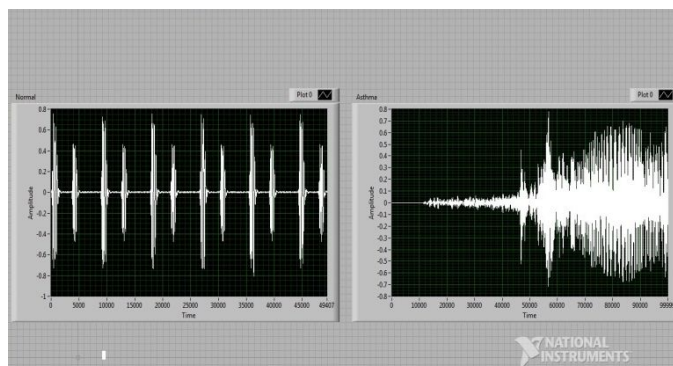 Normal
Plot 0
Amplitude
0.8
0.6
0.4
0.2
0
-0.2
-0.4
-0.6
-0.8
-1
0 5000 10000 15000 20000 25000 30000 35000 40000 45000 49407
Time
Asthma
Plot 0
Amplitude
0.8
0.7
0.6
0.5
0.4
0.3
0.2
0.1
0
-0.1
-0.2
-0.3
-0.4
-0.5
-0.6
-0.7
-0.8
0 10000 20000 30000 40000 50000 60000 70000 80000 90000 9999
Time
NATIONAL
INSTRUMENTS